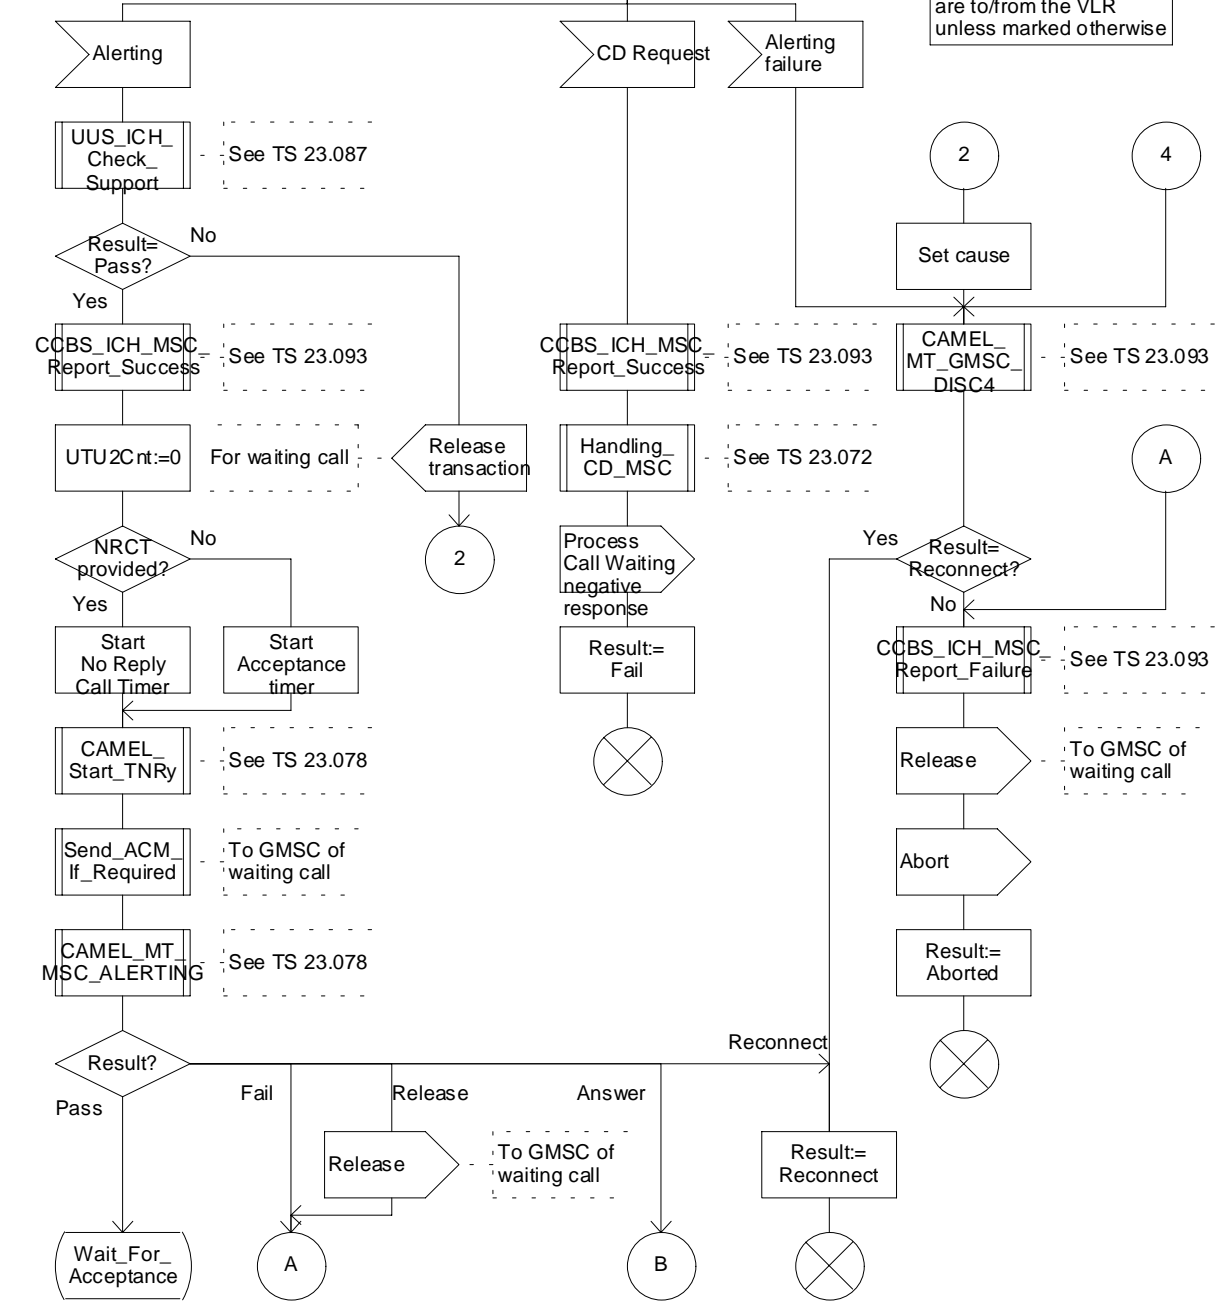 are to/from the VLR
unless marked otherwise
Alerting
CD Request
Alerting
failure
UUS_ICH_
Check_
Support
See TS 23.087
2
4
Result=
Pass?
No
Yes
Set cause
CCBS_ICH_MSC_
Report_Success
See TS 23.093
CCBS_ICH_MSC_
Report_Success
See TS 23.093
CAMEL_
MT_GMSC_
DISC4
See TS 23.093
UTU2Cnt:=0
For waiting call
Release
transaction
Handling_
CD_MSC
See TS 23.072
A
NRCT
provided?
No
Yes
2
Process
Call Waiting
negative
response
Yes
Result=
Reconnect?
No
Start
No Reply
Call Timer
Start
Acceptance
timer
Result:=
Fail
CCBS_ICH_MSC_
Report_Failure
See TS 23.093
CAMEL_
Start_TNRy
See TS 23.078
Release
To GMSC of
waiting call
Send_ACM_
If_Required
To GMSC of
waiting call
Abort
CAMEL_MT_
MSC_ALERTING
See TS 23.078
Result:=
Aborted
Result?
Reconnect
Pass
Fail
Release
Answer
Release
To GMSC of
waiting call
Result:=
Reconnect
Wait_For_
Acceptance
A
B